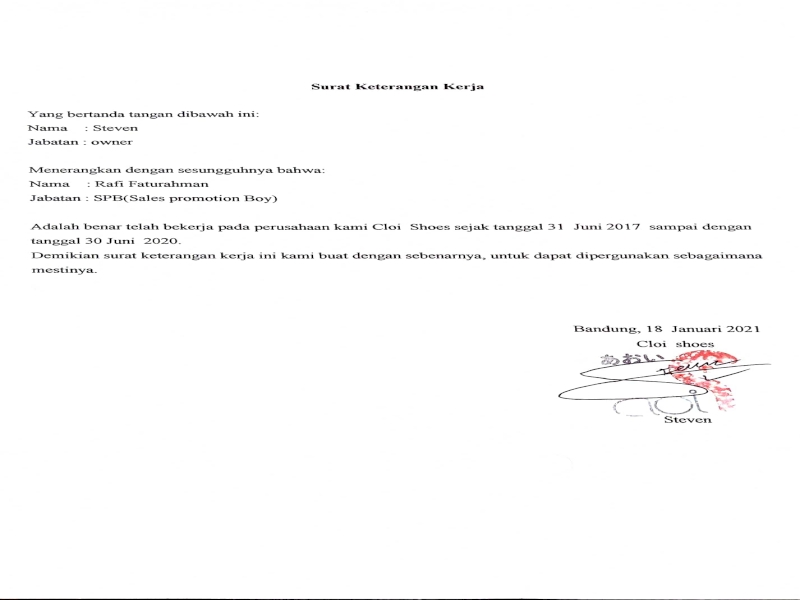 Surat Keterangan Kerja
Yang bertanda tangan dibawah ini:
Nama : Steven
Jabatan : owner
Menerangkan dengan sesungguhnya bahwa:
Nama : Rafi Faturahman
Jabatan : SPB(Sales promotion Boy)
Adalah benar telah bekerja pada perusahaan kami Cloi Shoes sejak tanggal 31 Juni 2017 sampai dengan
tanggal 30 Juni 2020.
Demikian surat keterangan kerja ini kami buat dengan sebenarnya, untuk dapat dipergunakan sebagaimana
mestinya.
Bandung, 18 Januari 2021
Cloi shoes
あおい
Cloi
Steven